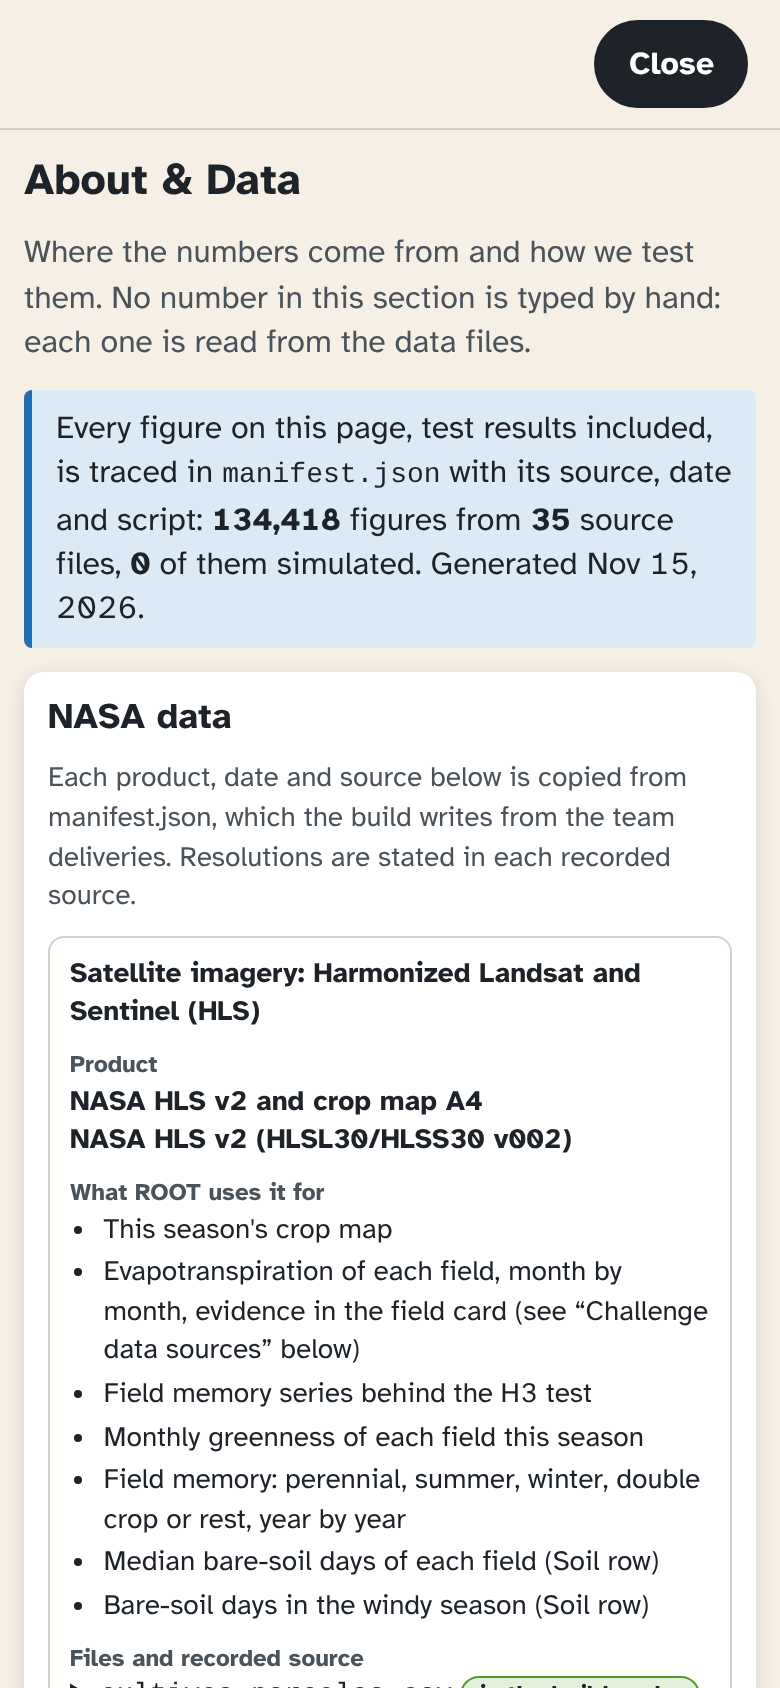 Close
About & Data
Where the numbers come from and how we test
them. No number in this section is typed by hand:
each one is read from the data files.
Every figure on this page, test results included,
is traced in manifest.json with its source, date
and script: 134,418 figures from 35 source
files, 0 of them simulated. Generated Nov 15,
2026.
NASA data
Each product, date and source below is copied from
manifest.json, which the build writes from the team
deliveries. Resolutions are stated in each recorded
source.
Satellite imagery: Harmonized Landsat and
Sentinel (HLS)
Product
NASA HLS v2 and crop map A4
NASA HLS v2 (HLSL30/HLSS30 v002)
What ROOT uses it for
• This season's crop map
• Evapotranspiration of each field, month by
month, evidence in the field card (see “Challenge
data sources” below)
• Field memory series behind the H3 test
• Monthly greenness of each field this season
• Field memory: perennial, summer, winter, double
crop or rest, year by year
• Median bare-soil days of each field (Soil row)
• Bare-soil days in the windy season (Soil row)
Files and recorded source